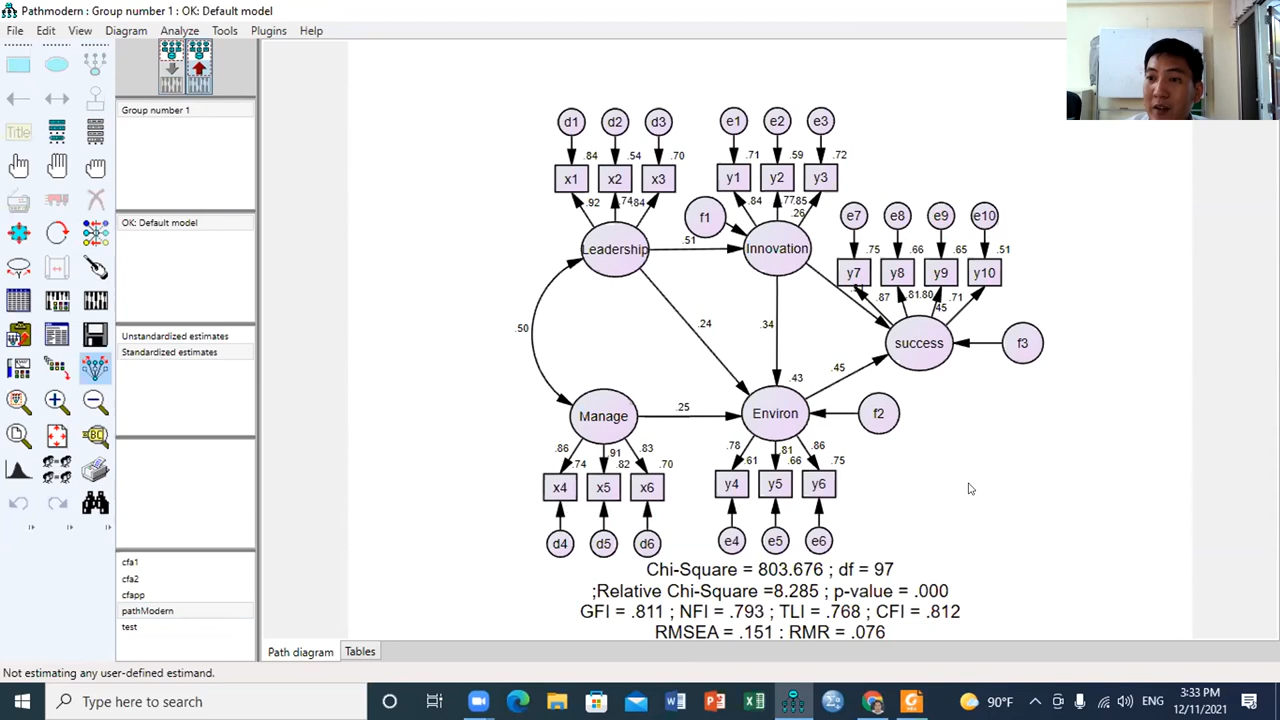 Pathmodern : Group number 1 : OK: Default model
File Edit View Diagram Analyze Tools Plugins Help
Title
Group number 1
OK: Default model
Unstandardized estimates
Standardized estimates
cfa1
cfa2
cfapp
pathModern
test
d1 d2 d3 e1 e2 e3
.84 .54 .70 .71 .59 .72
x1 x2 x3 y1 y2 y3
.92 .74 .84 .84 .77 .85
.26
f1
e7 e8 e9 e10
Leadership .51 Innovation
.75 .66 .65 .51
y7 y8 y9 y10
.87 .81 .80 .71
.45
.50 .24 .34
success f3
.43 .45
Manage .25 Environ f2
.86 .91 .83 .78 .81 .86
.74 .82 .70 .61 .66 .75
x4 x5 x6 y4 y5 y6
d4 d5 d6 e4 e5 e6
Chi-Square = 803.676 ; df = 97
;Relative Chi-Square =8.285 ; p-value = .000
GFI = .811 ; NFI = .793 ; TLI = .768 ; CFI = .812
RMSEA = .151 : RMR = .076
Path diagram Tables
Not estimating any user-defined estimand.
Type here to search
90°F
ENG
3:33 PM
12/11/2021